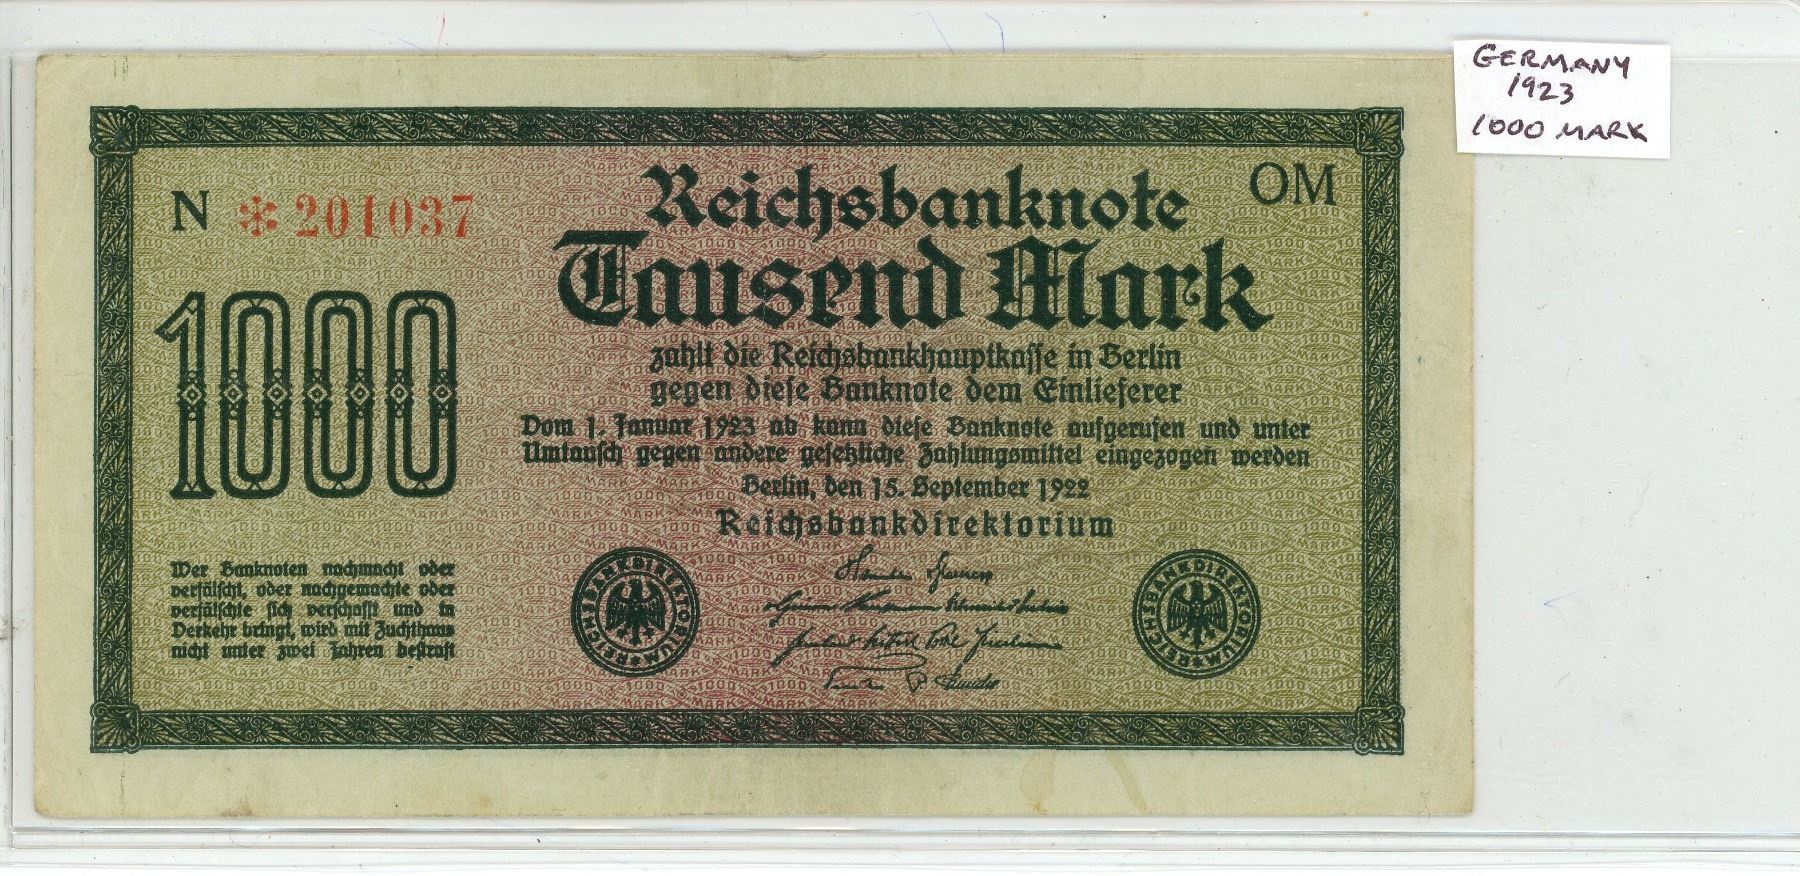 GERMANY
1923
1000 MARK
N *201037
OM
Reichsbanknote
Tausend Mark
1000
zahlt die Reichsbankhauptkasse in Berlin
gegen diese Banknote dem Einlieferer
Vom 1. Januar 1923 ab kann diese Banknote aufgerufen und unter
Umtausch gegen andere gesetzliche Zahlungsmittel eingezogen werden
Berlin, den 15. September 1922
Reichsbankdirektorium
Wer Banknoten nachmacht oder
verfälscht, oder nachgemachte oder
verfälschte sich verschafft und in
Verkehr bringt, wird mit Zuchthaus
nicht unter zwei Jahren bestraft
REICHSBANKDIREKTORIUM
REICHSBANKDIREKTORIUM